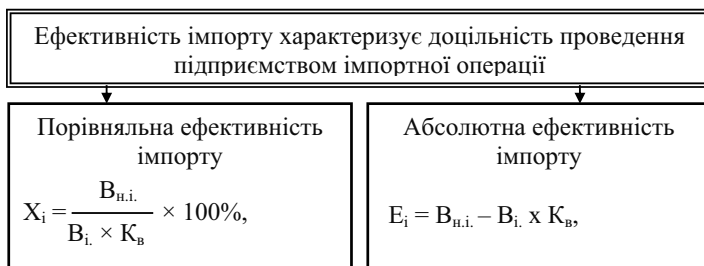 Ефективність імпорту характеризує доцільність проведення
підприємством імпортної операції
Порівняльна ефективність
імпорту
Xᵢ = Вн.і. / (Ві. × Кв) × 100%,
Абсолютна ефективність
імпорту
Еі = Вн.і. – Ві. х Кв,